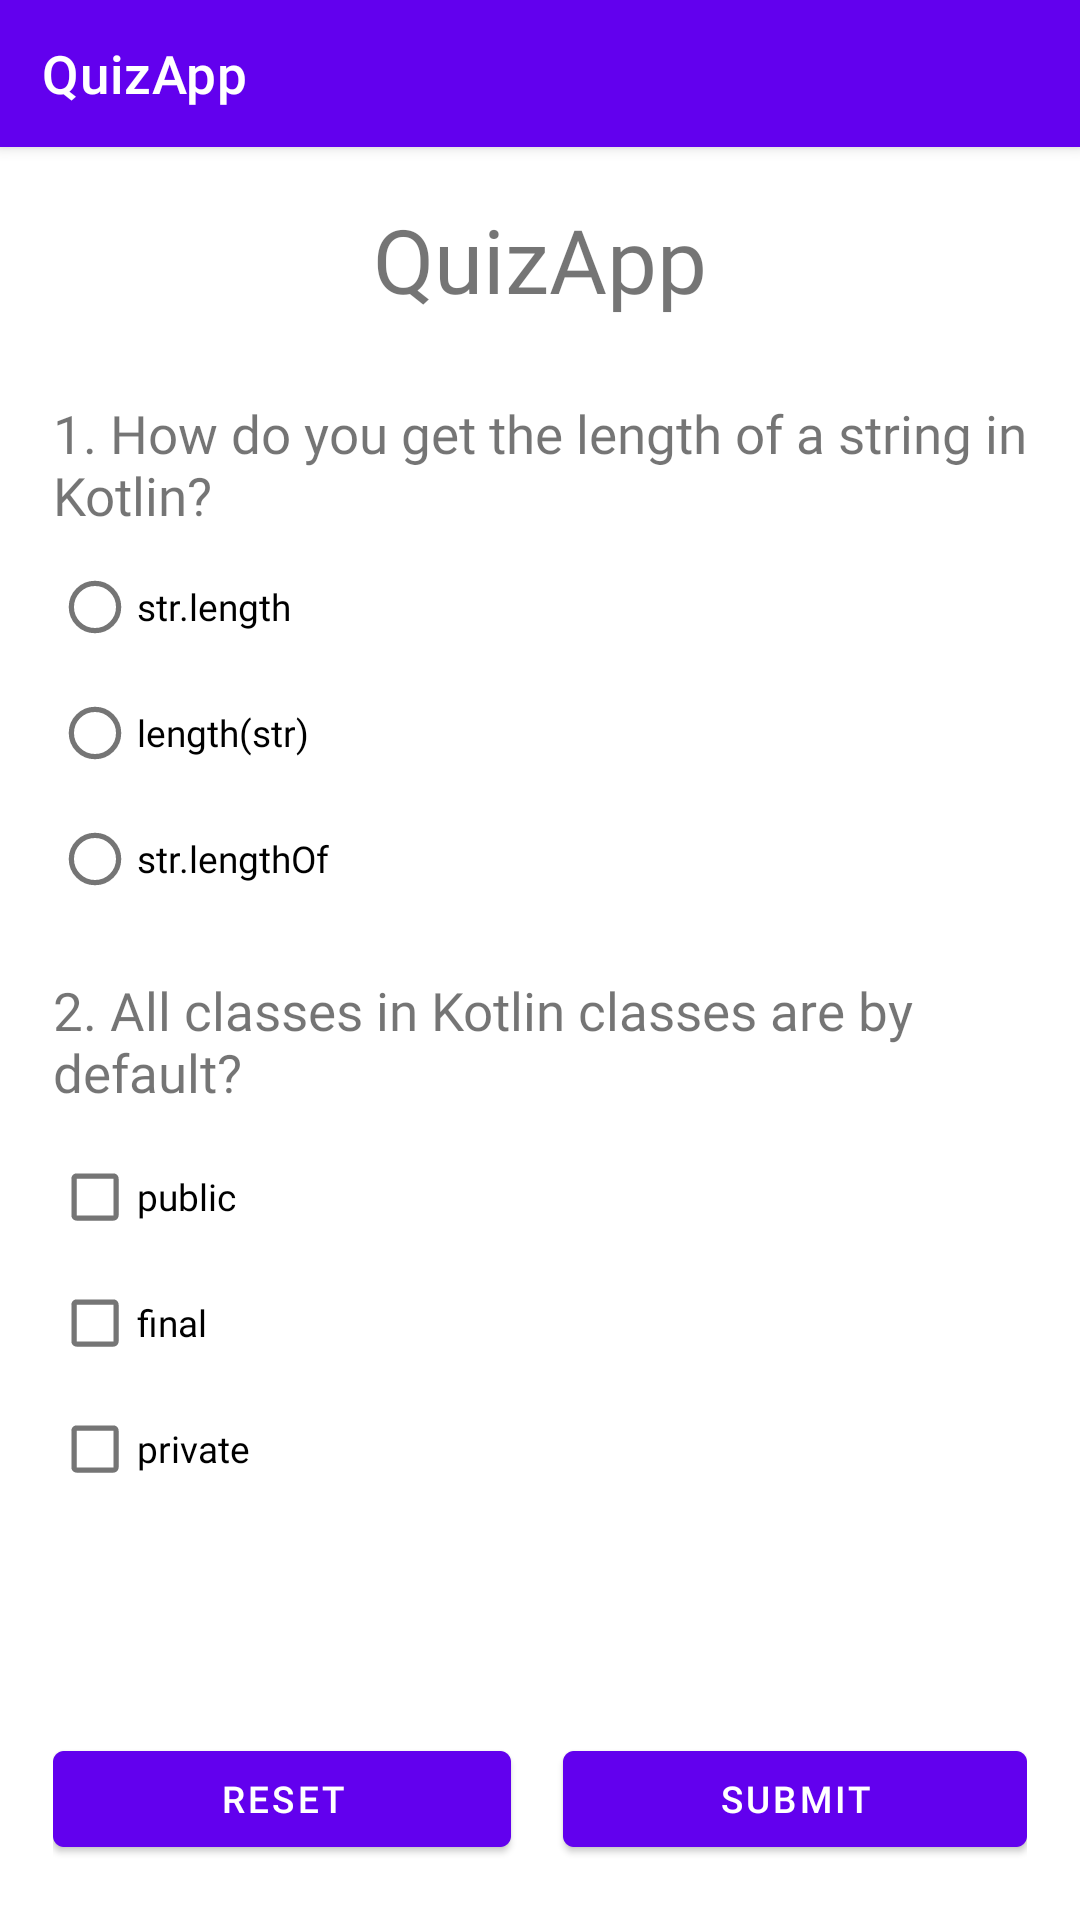 QuizApp
QuizApp
1. How do you get the length of a string in
Kotlin?
str.length
length(str)
str.lengthOf
2. All classes in Kotlin classes are by
default?
public
final
private
RESET
SUBMIT